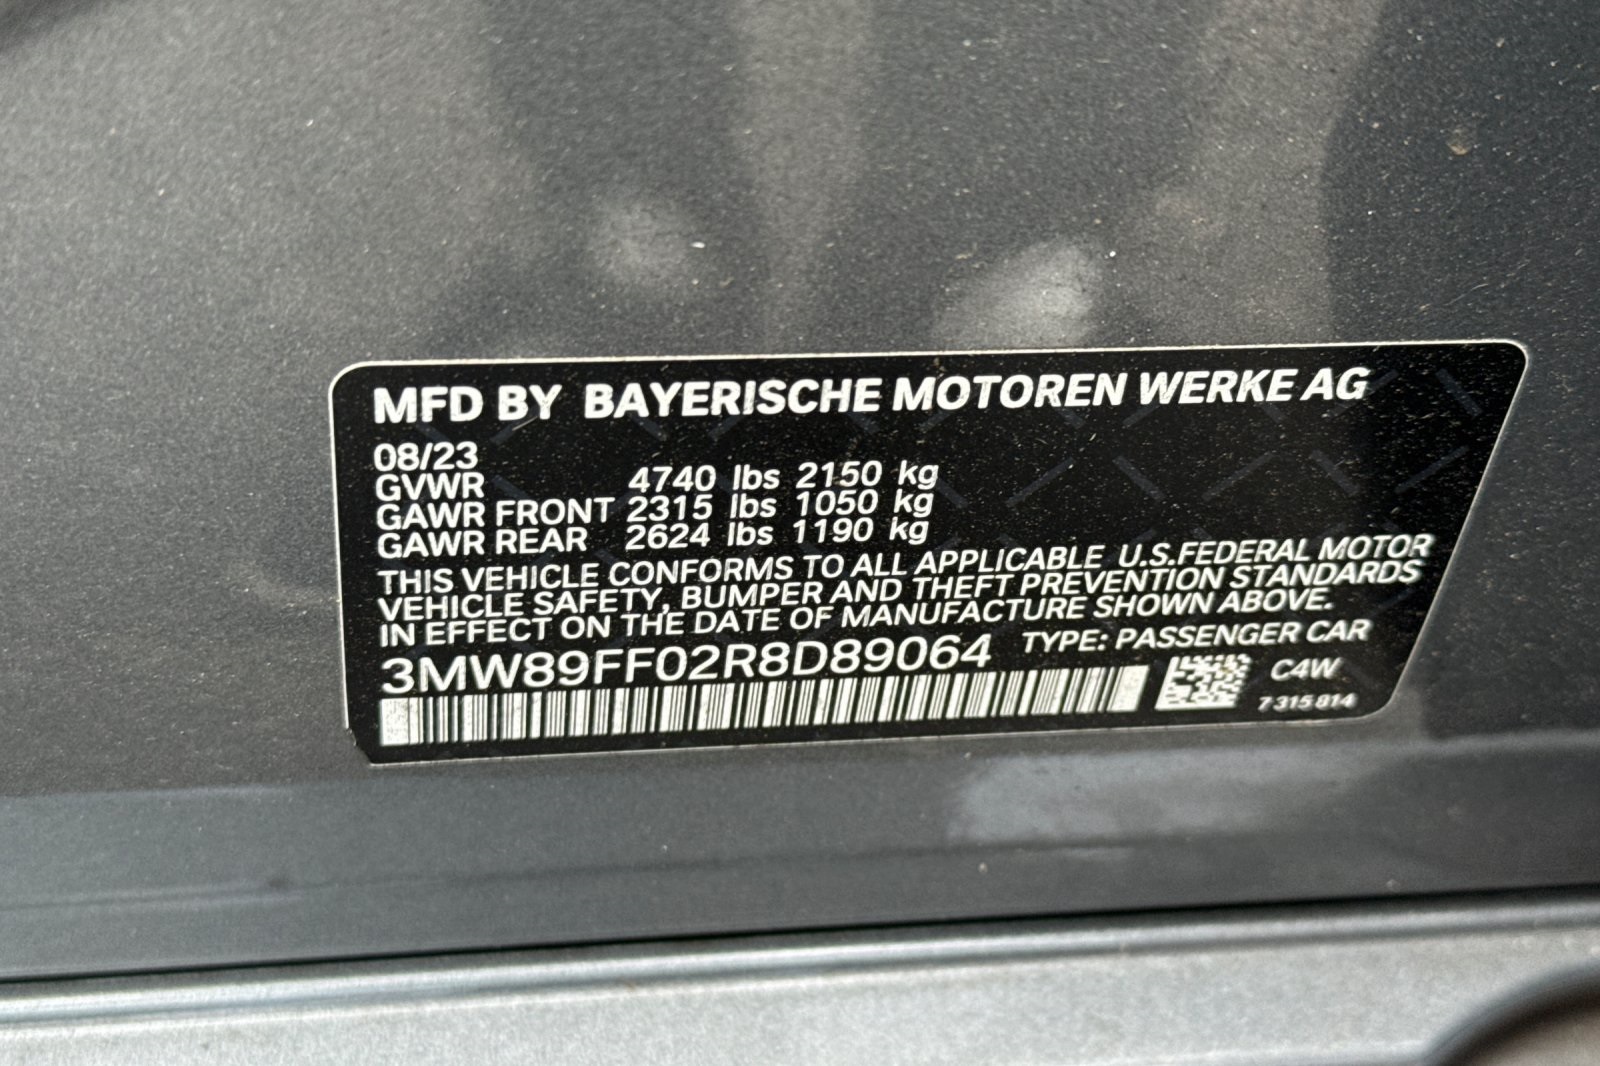 MFD BY BAYERISCHE MOTOREN WERKE AG
08/23
GVWR 4740 lbs 2150 kg
GAWR FRONT 2315 lbs 1050 kg
GAWR REAR 2624 lbs 1190 kg
THIS VEHICLE CONFORMS TO ALL APPLICABLE U.S.FEDERAL MOTOR
VEHICLE SAFETY, BUMPER AND THEFT PREVENTION STANDARDS
IN EFFECT ON THE DATE OF MANUFACTURE SHOWN ABOVE.
3MW89FF02R8D89064 TYPE: PASSENGER CAR
C4W
7 315 814